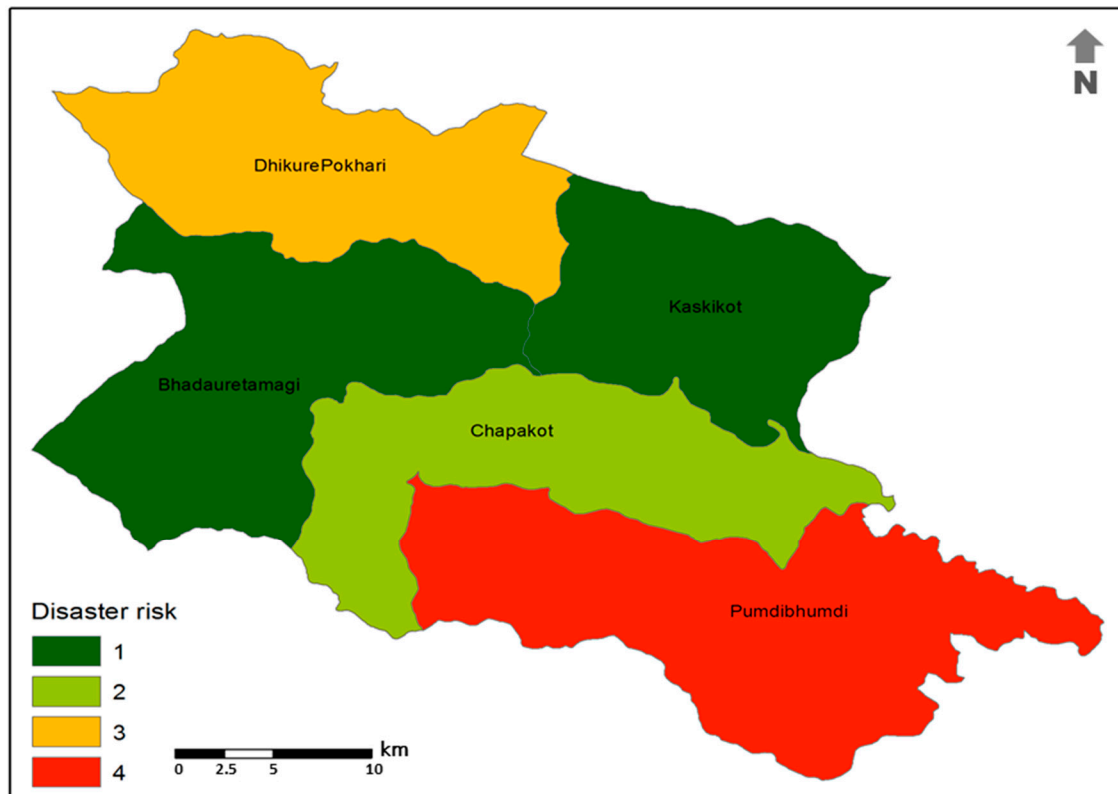 N
DhikurePokhari
Kaskikot
Bhadauretamagi
Chapakot
Pumdibhumdi
Disaster risk
1
2
3
4
km
0 2.5 5 10